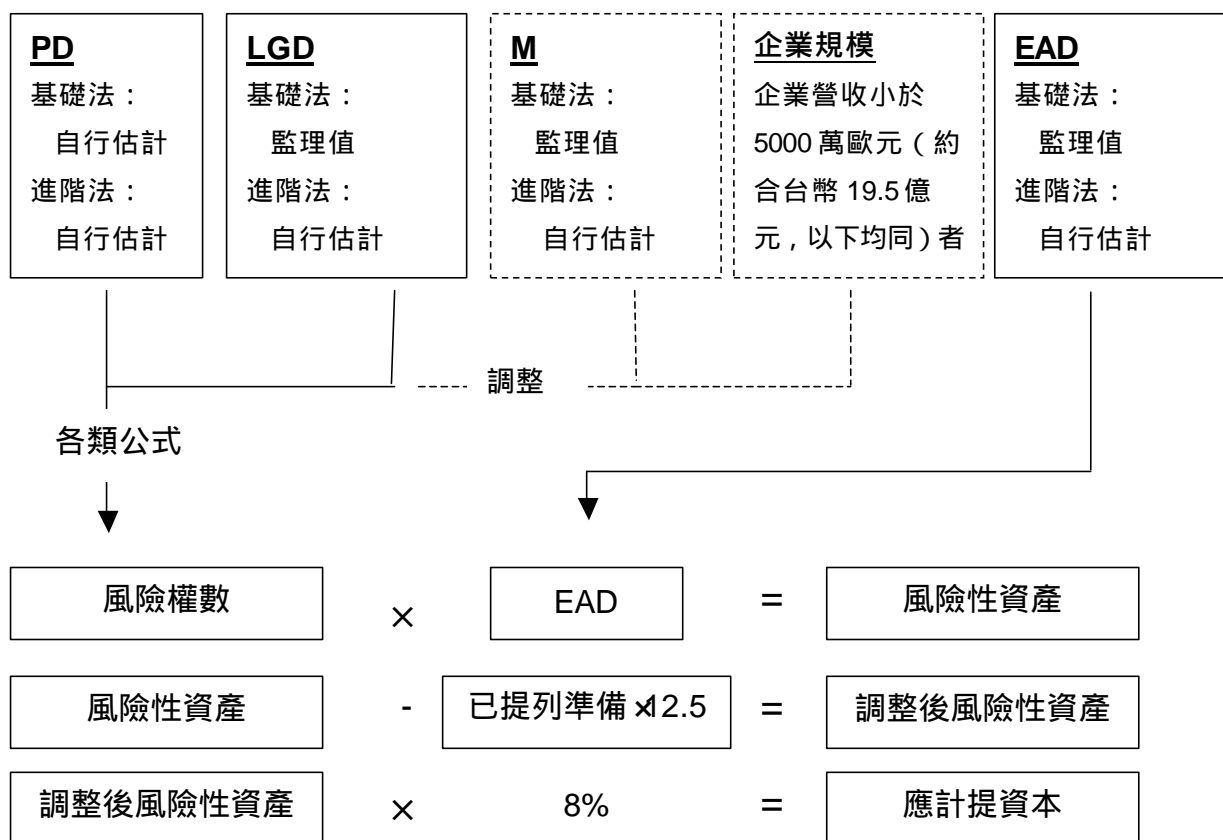 PD
基礎法：
自行估計
進階法：
自行估計
LGD
基礎法：
監理值
進階法：
自行估計
M
基礎法：
監理值
進階法：
自行估計
企業規模
企業營收小於
5000 萬歐元（約
合台幣 19.5 億
元，以下均同）者
EAD
基礎法：
監理值
進階法：
自行估計
調整
各類公式
風險權數 × EAD = 風險性資產
風險性資產 - 已提列準備 ×12.5 = 調整後風險性資產
調整後風險性資產 × 8% = 應計提資本